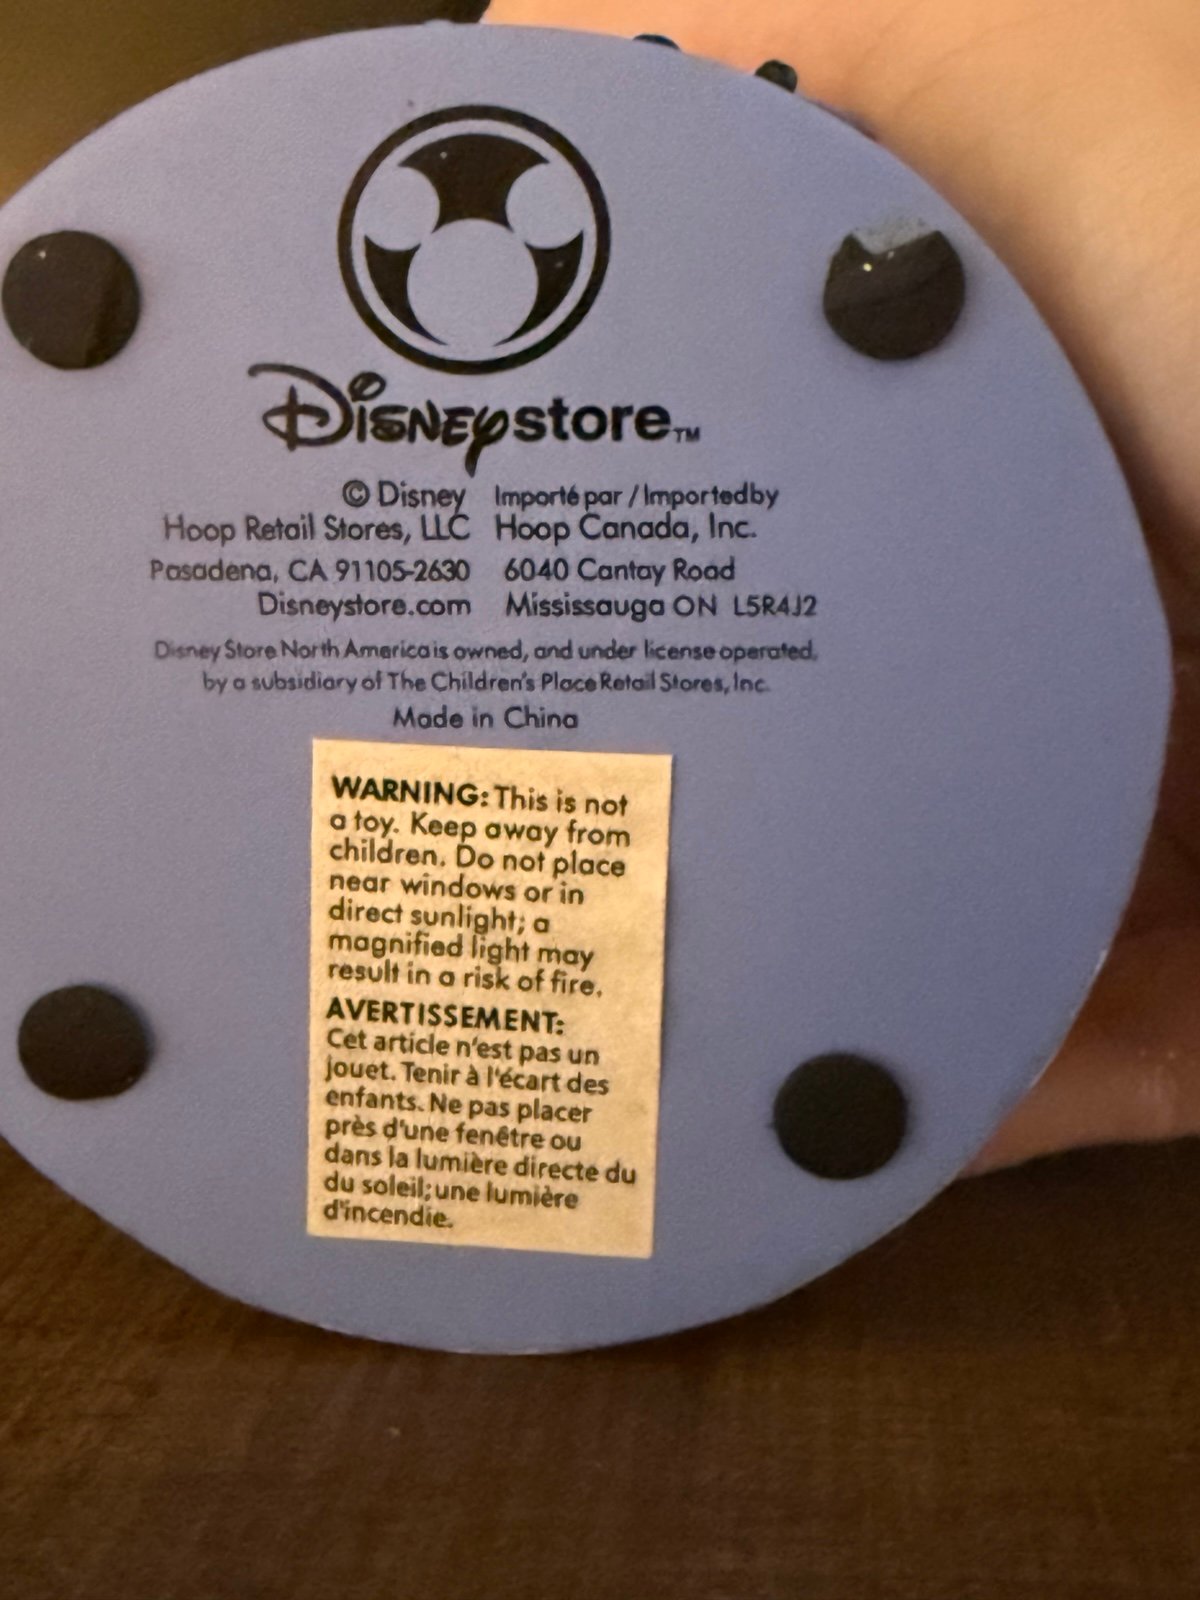 Disney store™
© Disney
Hoop Retail Stores, LLC
Pasadena, CA 91105-2630
Disneystore.com
Importé par / Imported by
Hoop Canada, Inc.
6040 Cantay Road
Mississauga ON L5R4J2
Disney Store North America is owned, and under license operated,
by a subsidiary of The Children's Place Retail Stores, Inc.
Made in China
WARNING: This is not
a toy. Keep away from
children. Do not place
near windows or in
direct sunlight; a
magnified light may
result in a risk of fire.
AVERTISSEMENT:
Cet article n'est pas un
jouet. Tenir à l'écart des
enfants. Ne pas placer
près d'une fenêtre ou
dans la lumière directe du
du soleil; une lumière
d'incendie.